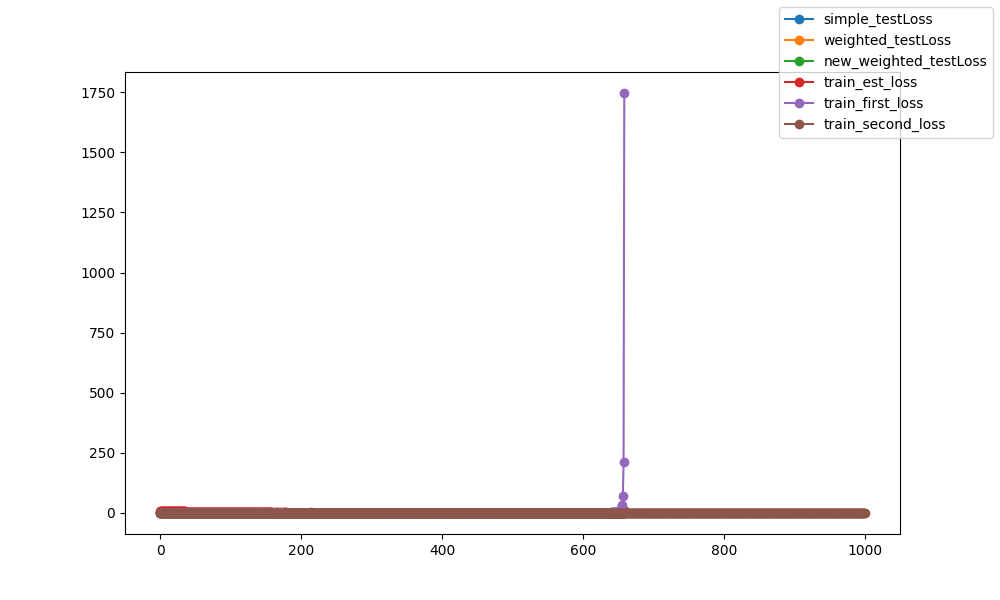 simple_testLoss
weighted_testLoss
new_weighted_testLoss
train_est_loss
train_first_loss
train_second_loss
1750
1500
1250
1000
750
500
250
0
0 200 400 600 800 1000